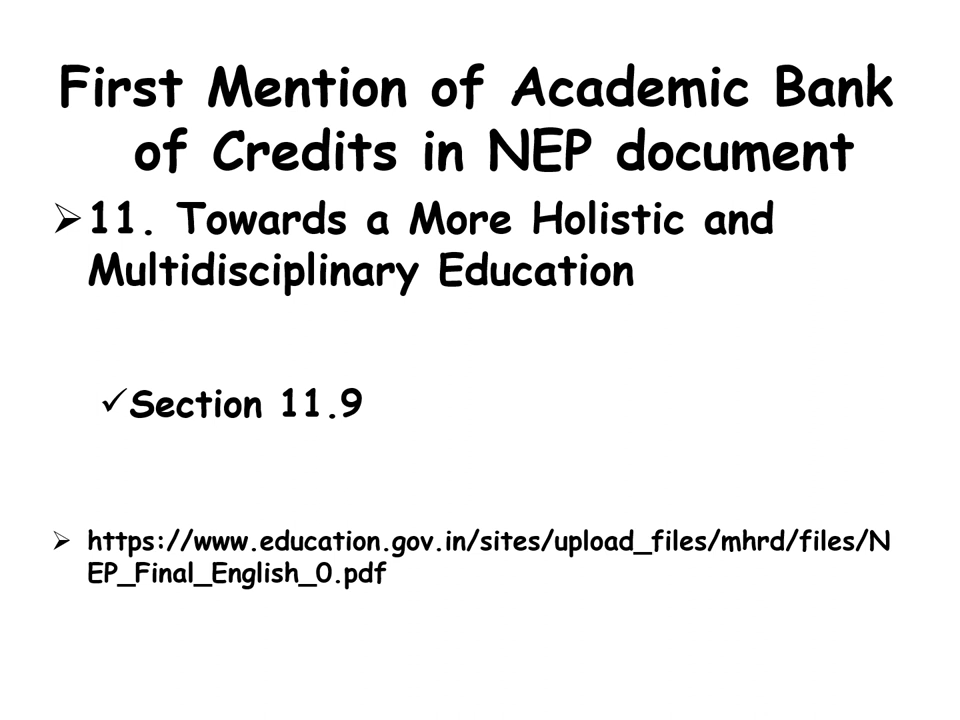 First Mention of Academic Bank
of Credits in NEP document
➢ 11. Towards a More Holistic and
Multidisciplinary Education
✓ Section 11.9
➢ https://www.education.gov.in/sites/upload_files/mhrd/files/N
EP_Final_English_0.pdf